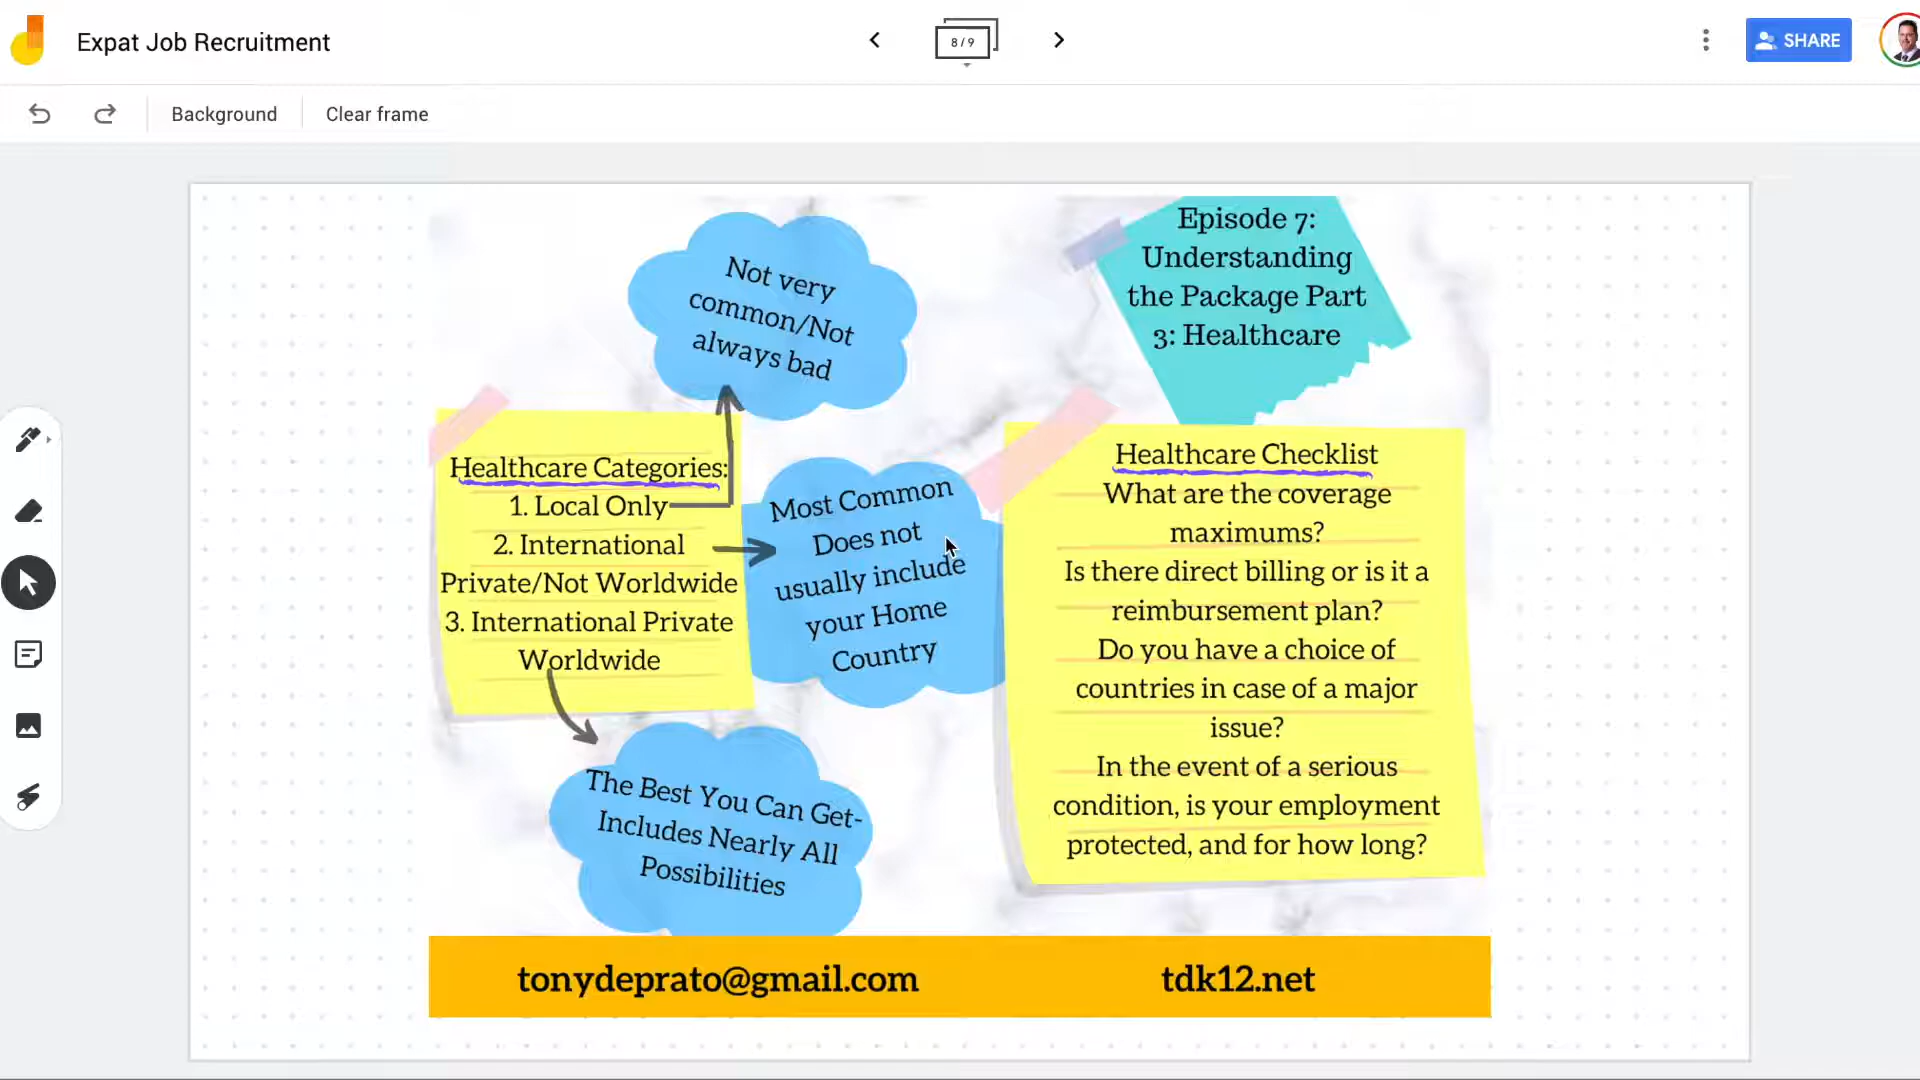 Expat Job Recruitment
8/9
SHARE
Background
Clear frame
Not very
common/Not
always bad
Episode 7:
Understanding
the Package Part
3: Healthcare
Healthcare Categories:
1. Local Only
2. International
Private/Not Worldwide
3. International Private
Worldwide
Most Common
Does not
usually include
your Home
Country
The Best You Can Get-
Includes Nearly All
Possibilities
Healthcare Checklist
What are the coverage
maximums?
Is there direct billing or is it a
reimbursement plan?
Do you have a choice of
countries in case of a major
issue?
In the event of a serious
condition, is your employment
protected, and for how long?
tonydeprato@gmail.com
tdk12.net